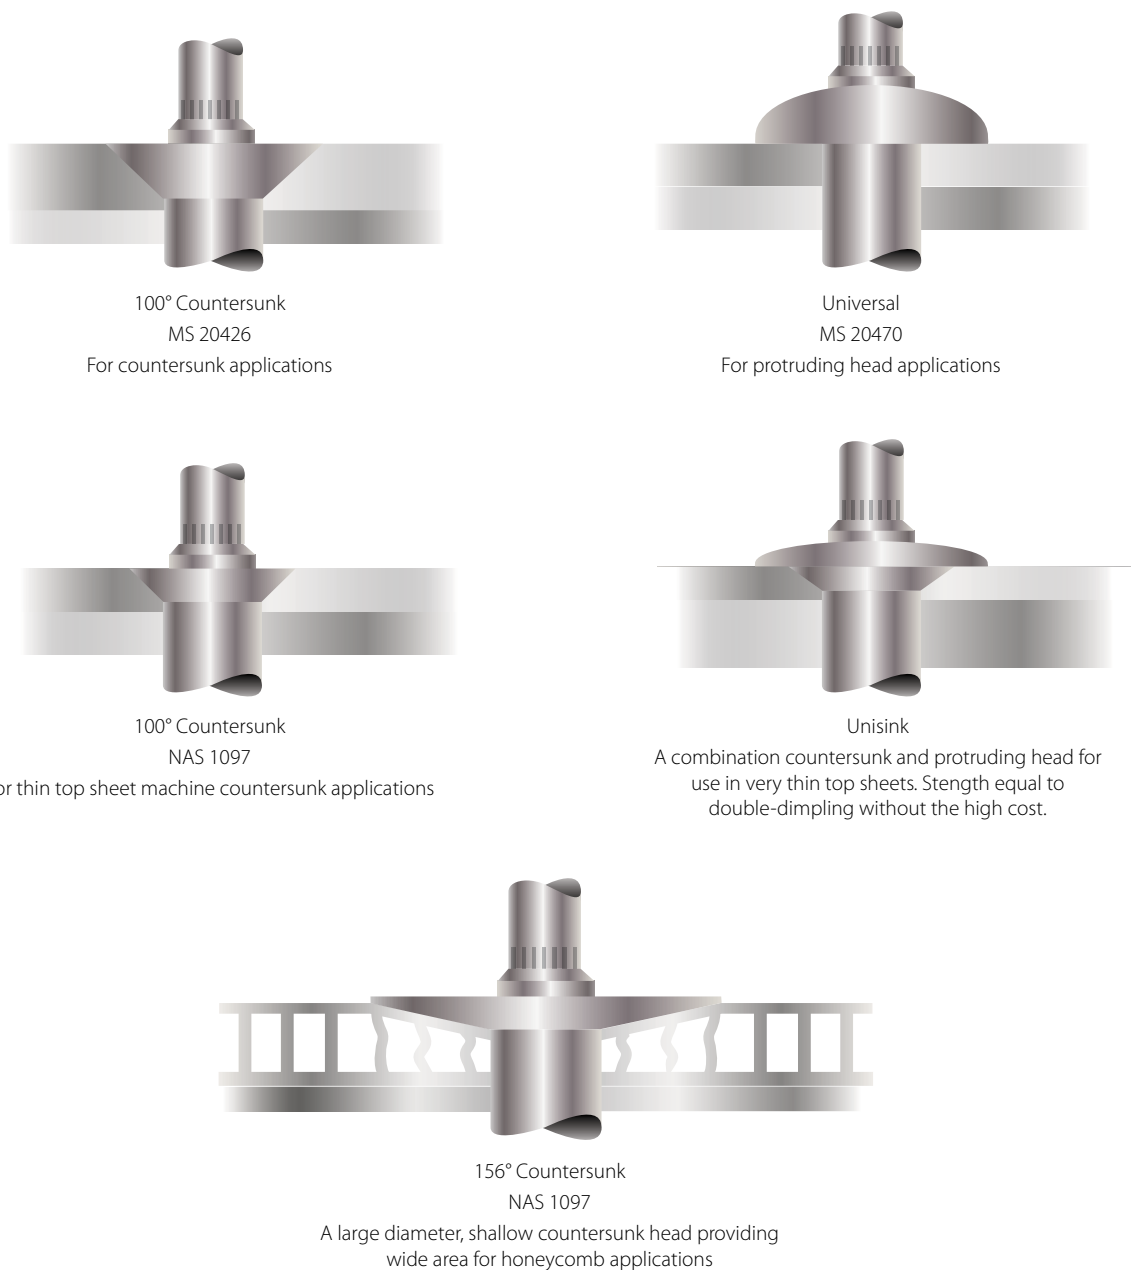 100° Countersunk
MS 20426
For countersunk applications
Universal
MS 20470
For protruding head applications
100° Countersunk
NAS 1097
or thin top sheet machine countersunk applications
Unisink
A combination countersunk and protruding head for
use in very thin top sheets. Stength equal to
double-dimpling without the high cost.
156° Countersunk
NAS 1097
A large diameter, shallow countersunk head providing
wide area for honeycomb applications